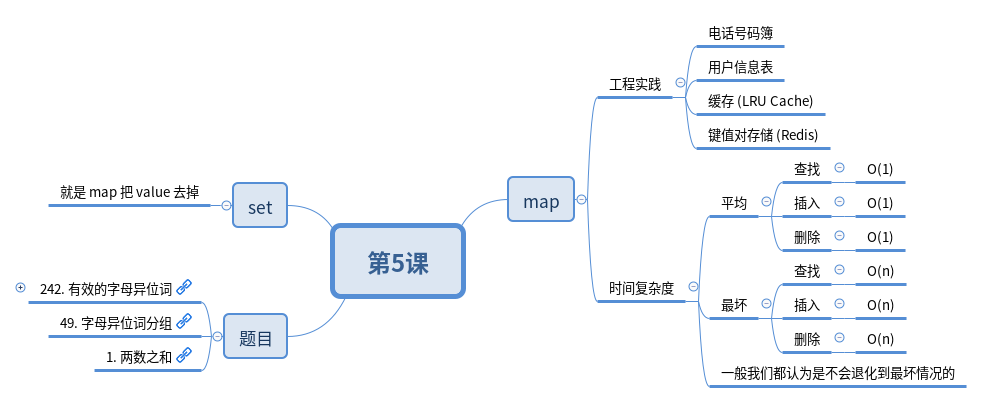 第5课
map
工程实践
电话号码簿
用户信息表
缓存 (LRU Cache)
键值对存储 (Redis)
时间复杂度
平均
查找
O(1)
插入
O(1)
删除
O(1)
最坏
查找
O(n)
插入
O(n)
删除
O(n)
一般我们都认为是不会退化到最坏情况的
set
就是 map 把 value 去掉
题目
242. 有效的字母异位词
49. 字母异位词分组
1. 两数之和